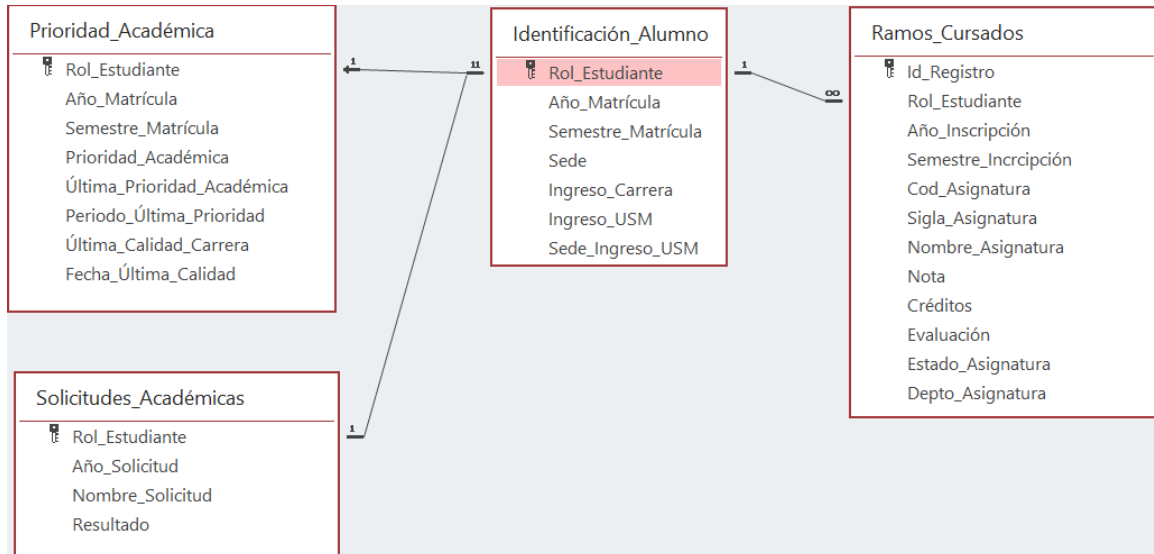 Prioridad_Académica
Rol_Estudiante
Año_Matrícula
Semestre_Matrícula
Prioridad_Académica
Última_Prioridad_Académica
Periodo_Última_Prioridad
Última_Calidad_Carrera
Fecha_Última_Calidad
1
11
Identificación_Alumno
Rol_Estudiante
Año_Matrícula
Semestre_Matrícula
Sede
Ingreso_Carrera
Ingreso_USM
Sede_Ingreso_USM
1
∞
Ramos_Cursados
Id_Registro
Rol_Estudiante
Año_Inscripción
Semestre_Incrcipción
Cod_Asignatura
Sigla_Asignatura
Nombre_Asignatura
Nota
Créditos
Evaluación
Estado_Asignatura
Depto_Asignatura
Solicitudes_Académicas
Rol_Estudiante
Año_Solicitud
Nombre_Solicitud
Resultado
1